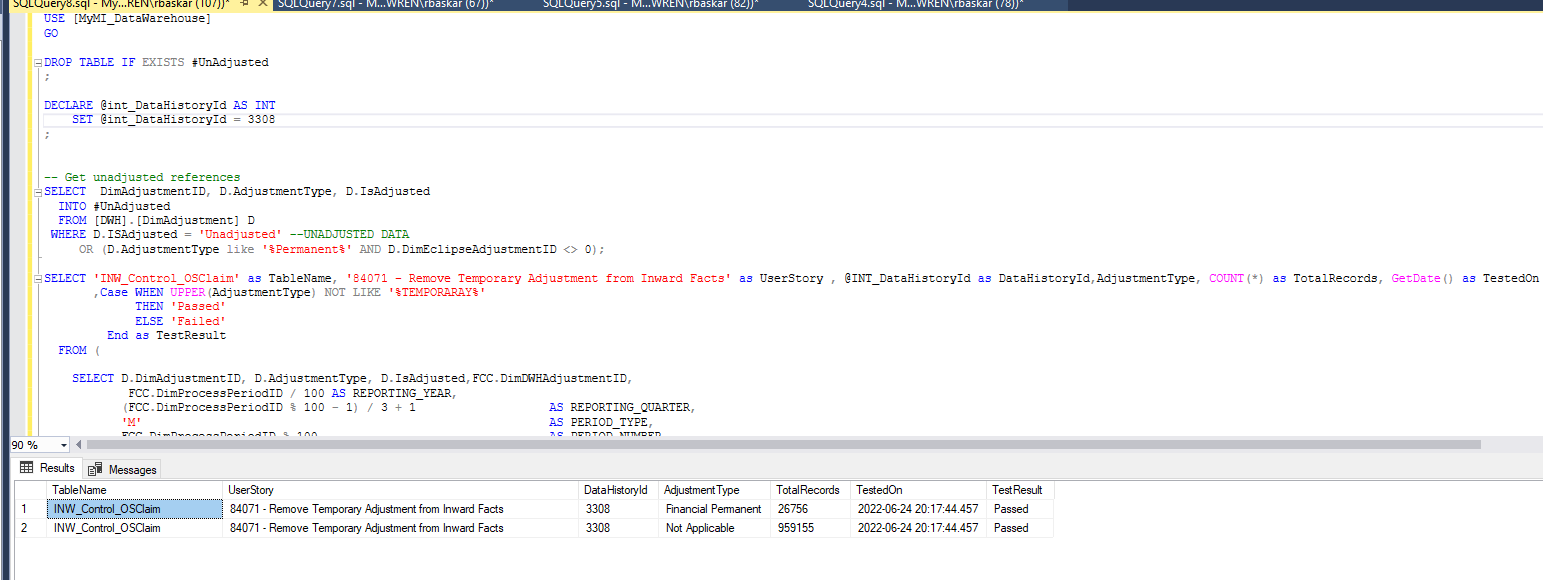 SQLQuery8.sql - My...REN\rbaskar (107))* SQLQuery7.sql - M...WREN\rbaskar (67))* SQLQuery5.sql - M...WREN\rbaskar (82))* SQLQuery4.sql - M...WREN\rbaskar (78))*
USE [MyMI_DataWarehouse]
GO
DROP TABLE IF EXISTS #UnAdjusted
;
DECLARE @int_DataHistoryId AS INT
SET @int_DataHistoryId = 3308
;
-- Get unadjusted references
SELECT DimAdjustmentID, D.AdjustmentType, D.IsAdjusted
INTO #UnAdjusted
FROM [DWH].[DimAdjustment] D
WHERE D.ISAdjusted = 'Unadjusted' --UNADJUSTED DATA
OR (D.AdjustmentType like '%Permanent%' AND D.DimEclipseAdjustmentID <> 0);
SELECT 'INW_Control_OSClaim' as TableName, '84071 - Remove Temporary Adjustment from Inward Facts' as UserStory , @INT_DataHistoryId as DataHistoryId,AdjustmentType, COUNT(*) as TotalRecords, GetDate() as TestedOn
,Case WHEN UPPER(AdjustmentType) NOT LIKE '%TEMPORARAY%'
THEN 'Passed'
ELSE 'Failed'
End as TestResult
FROM (
SELECT D.DimAdjustmentID, D.AdjustmentType, D.IsAdjusted,FCC.DimDWHAdjustmentID,
FCC.DimProcessPeriodID / 100 AS REPORTING_YEAR,
(FCC.DimProcessPeriodID % 100 - 1) / 3 + 1 AS REPORTING_QUARTER,
'M' AS PERIOD_TYPE,
FCC.DimProcessPeriodID % 100 AS PERIOD_NUMBER
90 %
Results Messages
TableName UserStory DataHistoryId AdjustmentType TotalRecords TestedOn TestResult
1 INW_Control_OSClaim 84071 - Remove Temporary Adjustment from Inward Facts 3308 Financial Permanent 26756 2022-06-24 20:17:44.457 Passed
2 INW_Control_OSClaim 84071 - Remove Temporary Adjustment from Inward Facts 3308 Not Applicable 959155 2022-06-24 20:17:44.457 Passed